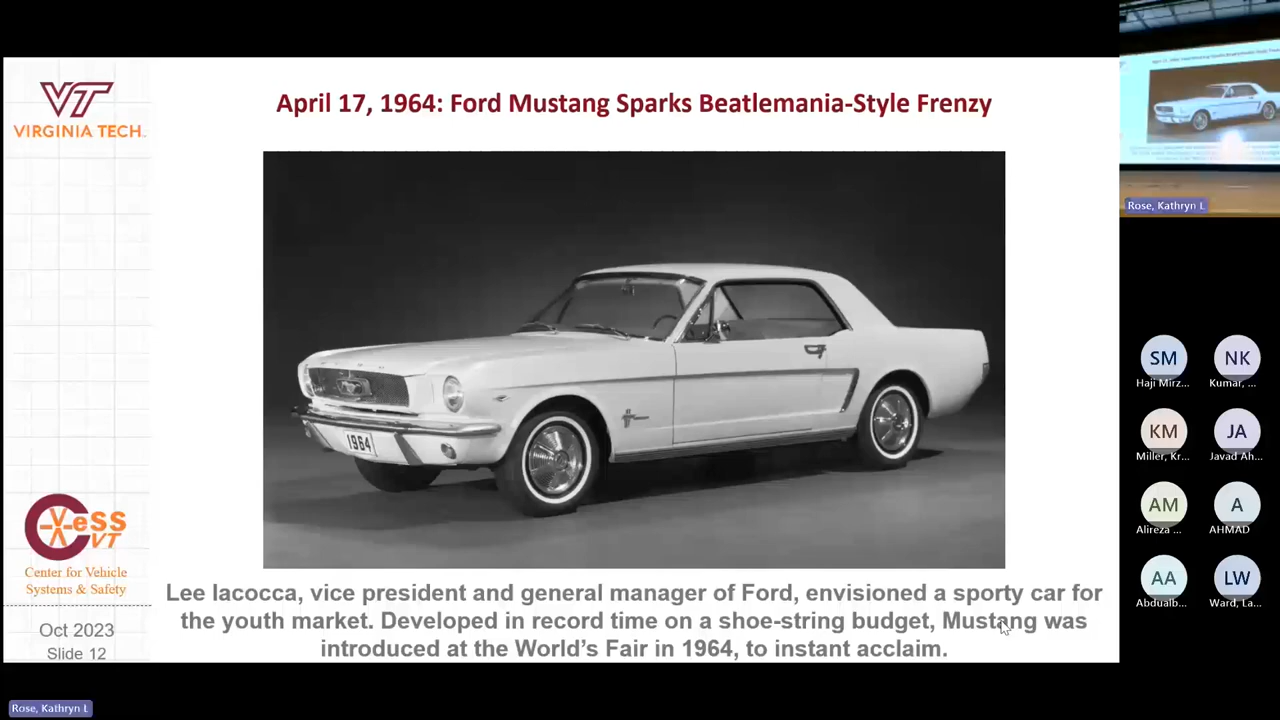 VT
VIRGINIA TECH.
April 17, 1964: Ford Mustang Sparks Beatlemania-Style Frenzy
1964
CVeSS
VT
Center for Vehicle
Systems & Safety
Oct 2023
Slide 12
Lee Iacocca, vice president and general manager of Ford, envisioned a sporty car for
the youth market. Developed in record time on a shoe-string budget, Mustang was
introduced at the World's Fair in 1964, to instant acclaim.
Rose, Kathryn L
Rose, Kathryn L
SM
NK
Haji Mirz...
Kumar, ...
KM
JA
Miller, Kr...
Javad Ah...
AM
A
Alireza ...
AHMAD
AA
LW
Abdualb...
Ward, La...